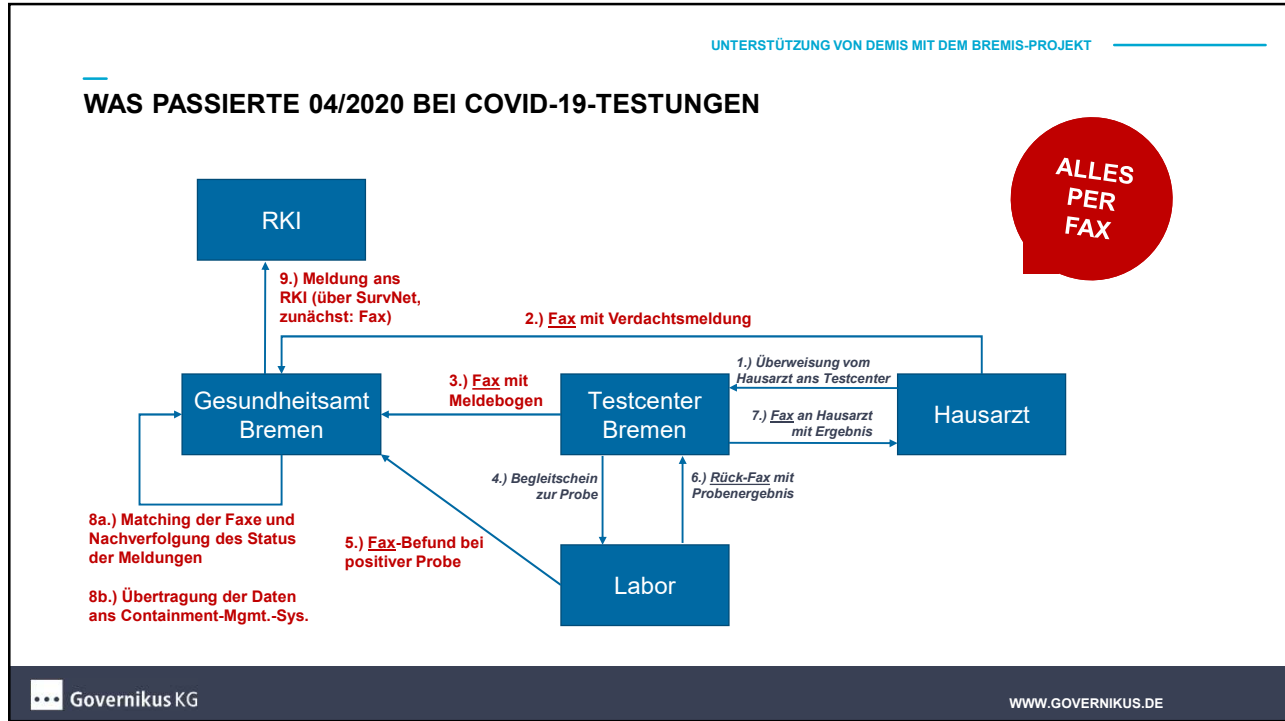 UNTERSTÜTZUNG VON DEMIS MIT DEM BREMIS-PROJEKT
WAS PASSIERTE 04/2020 BEI COVID-19-TESTUNGEN
ALLES
PER
FAX
RKI
9.) Meldung ans
RKI (über SurvNet,
zunächst: Fax)
2.) Fax mit Verdachtsmeldung
1.) Überweisung vom
Hausarzt ans Testcenter
Gesundheitsamt
Bremen
3.) Fax mit
Meldebogen
Testcenter
Bremen
7.) Fax an Hausarzt
mit Ergebnis
Hausarzt
4.) Begleitschein
zur Probe
6.) Rück-Fax mit
Probenergebnis
8a.) Matching der Faxe und
Nachverfolgung des Status
der Meldungen
5.) Fax-Befund bei
positiver Probe
Labor
8b.) Übertragung der Daten
ans Containment-Mgmt.-Sys.
Governikus KG
WWW.GOVERNIKUS.DE